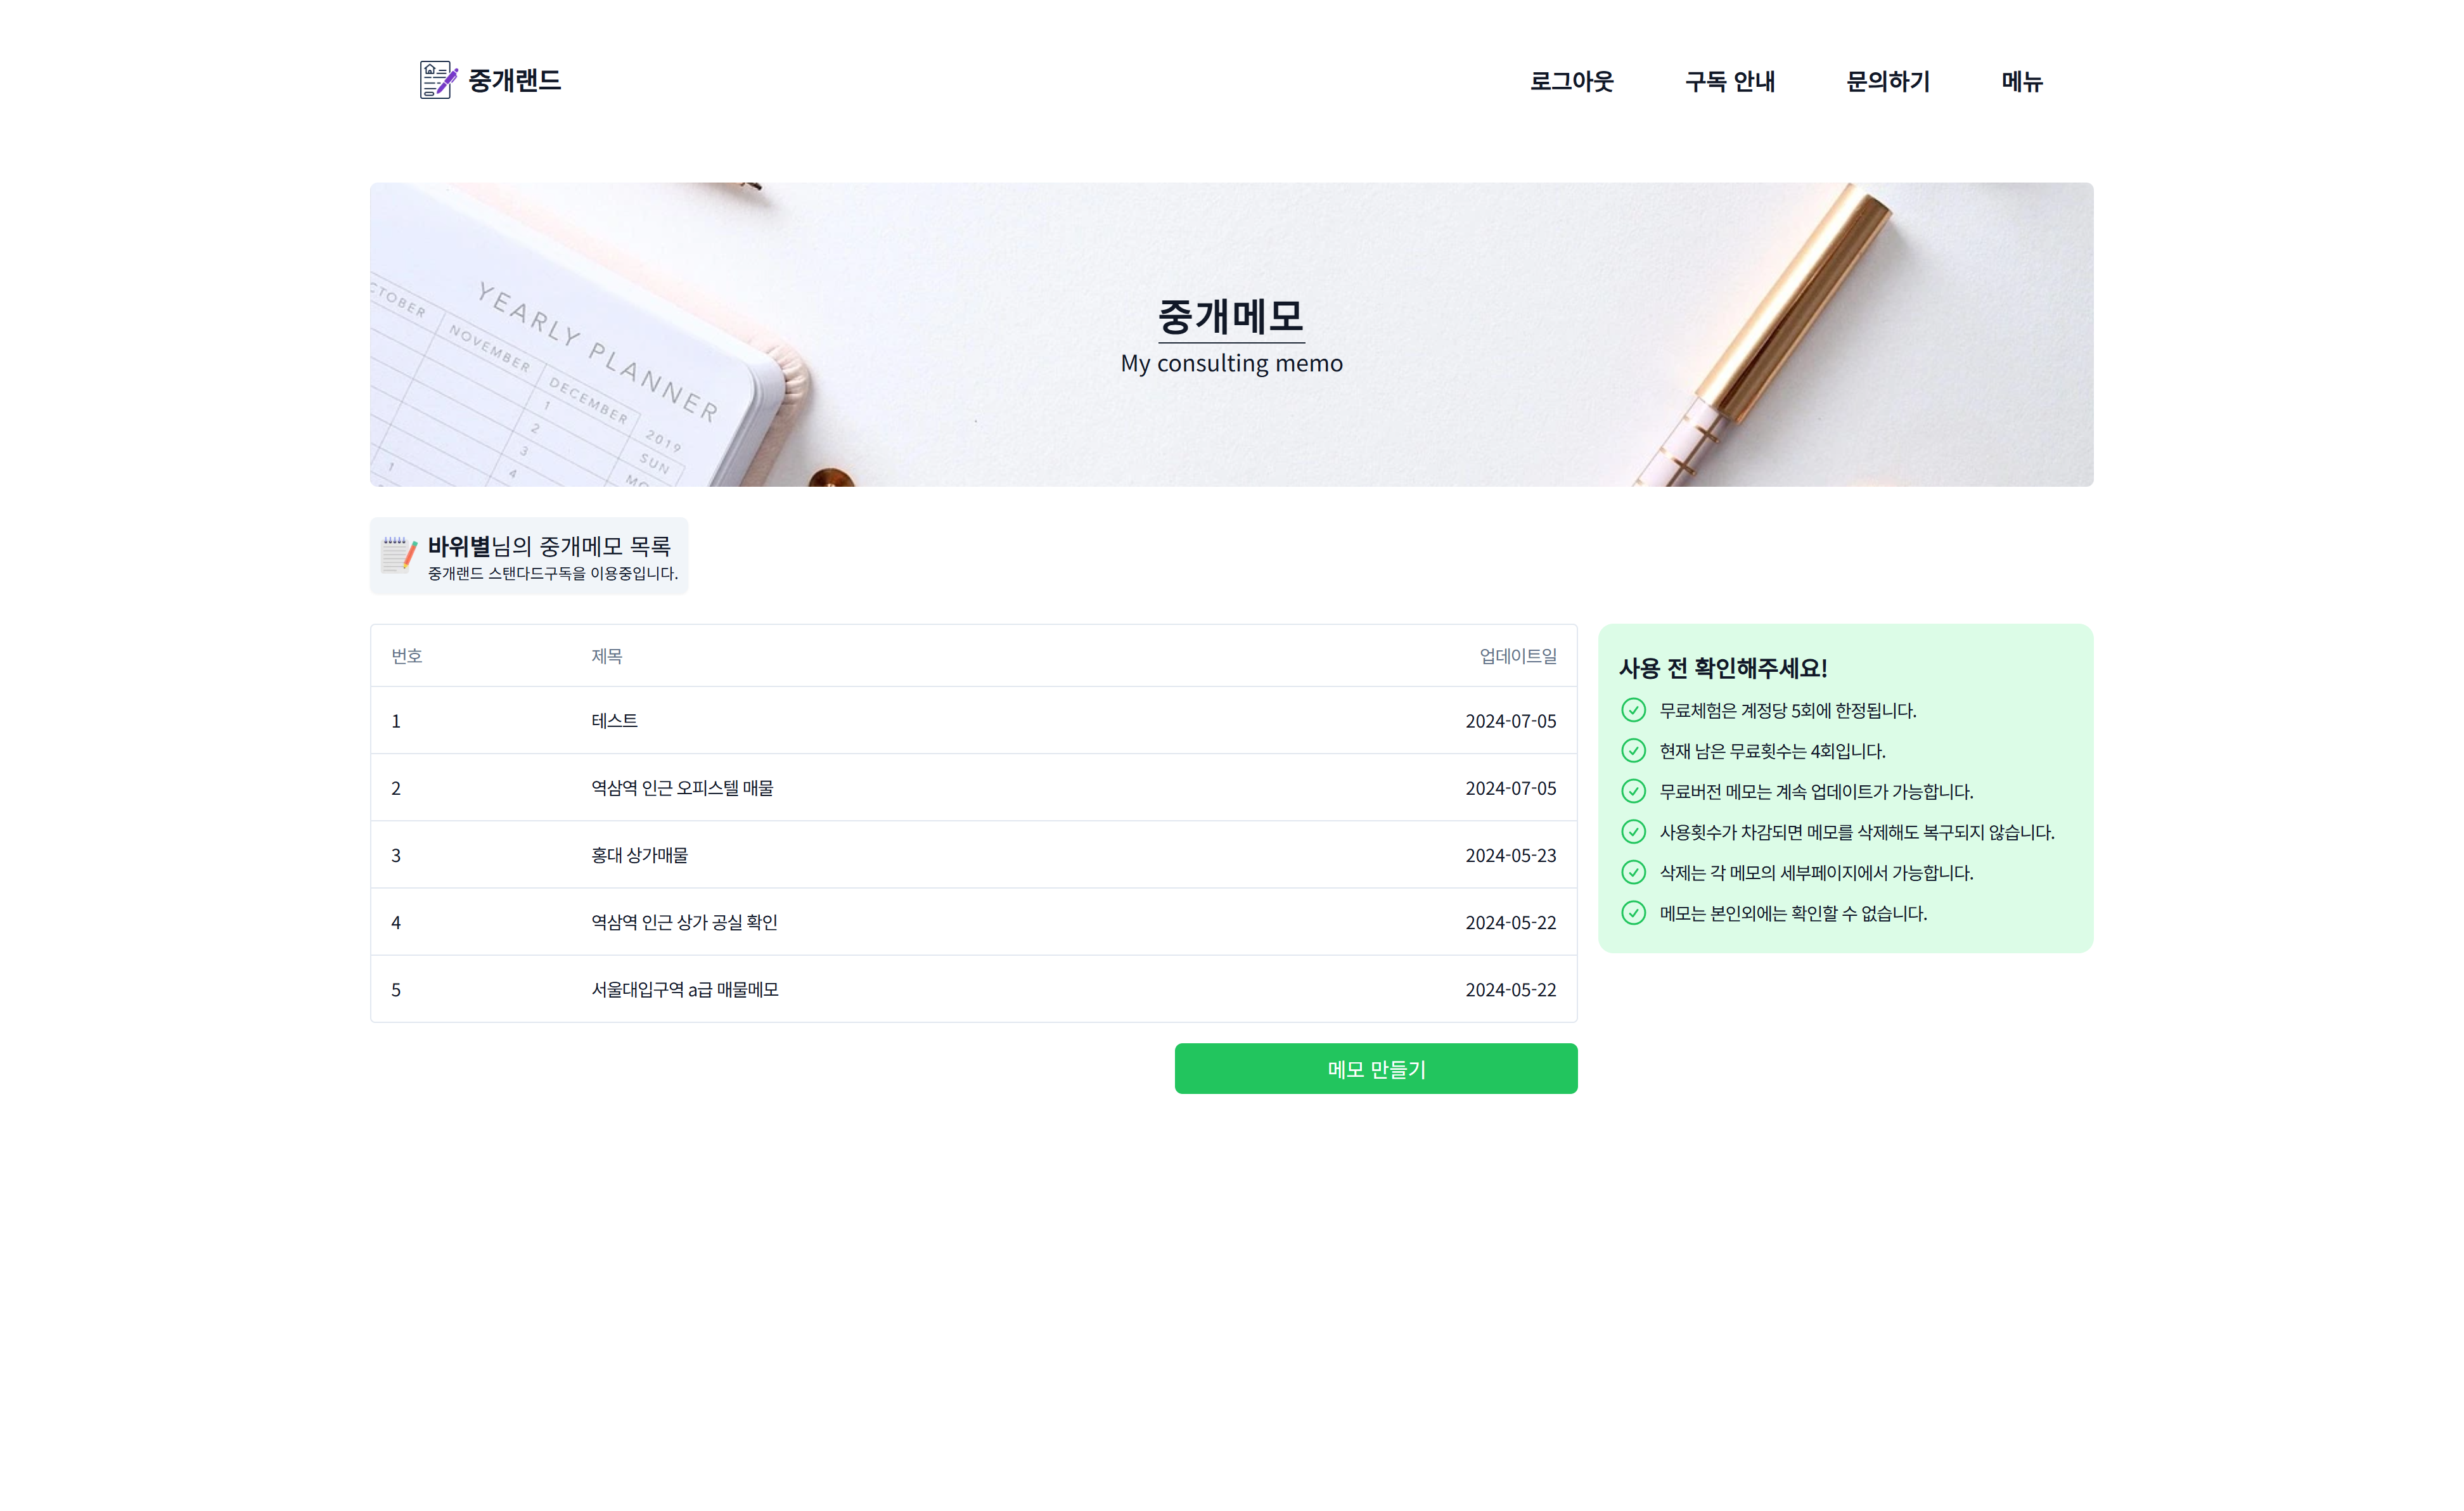 중개랜드
로그아웃 구독 안내 문의하기 메뉴
YEARLY PLANNER
NOVEMBER
DECEMBER
2019
SUN
1
2
3
4
1
중개메모
My consulting memo
바위별님의 중개메모 목록
중개랜드 스탠다드구독을 이용중입니다.
번호 제목 업데이트일
1 테스트 2024-07-05
2 역삼역 인근 오피스텔 매물 2024-07-05
3 홍대 상가매물 2024-05-23
4 역삼역 인근 상가 공실 확인 2024-05-22
5 서울대입구역 a급 매물메모 2024-05-22
메모 만들기
사용 전 확인해주세요!
무료체험은 계정당 5회에 한정됩니다.
현재 남은 무료횟수는 4회입니다.
무료버전 메모는 계속 업데이트가 가능합니다.
사용횟수가 차감되면 메모를 삭제해도 복구되지 않습니다.
삭제는 각 메모의 세부페이지에서 가능합니다.
메모는 본인외에는 확인할 수 없습니다.